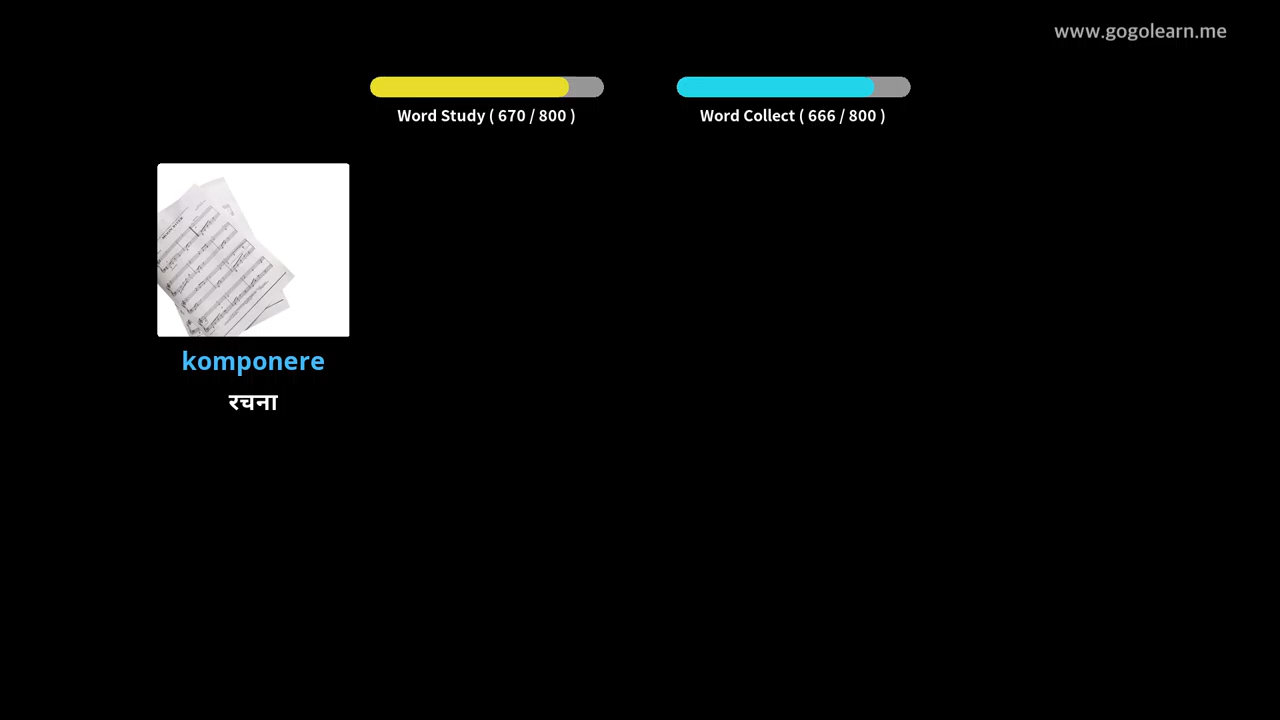 www.gogolearn.me
Word Study ( 670 / 800 )
Word Collect ( 666 / 800 )
komponere
रचना